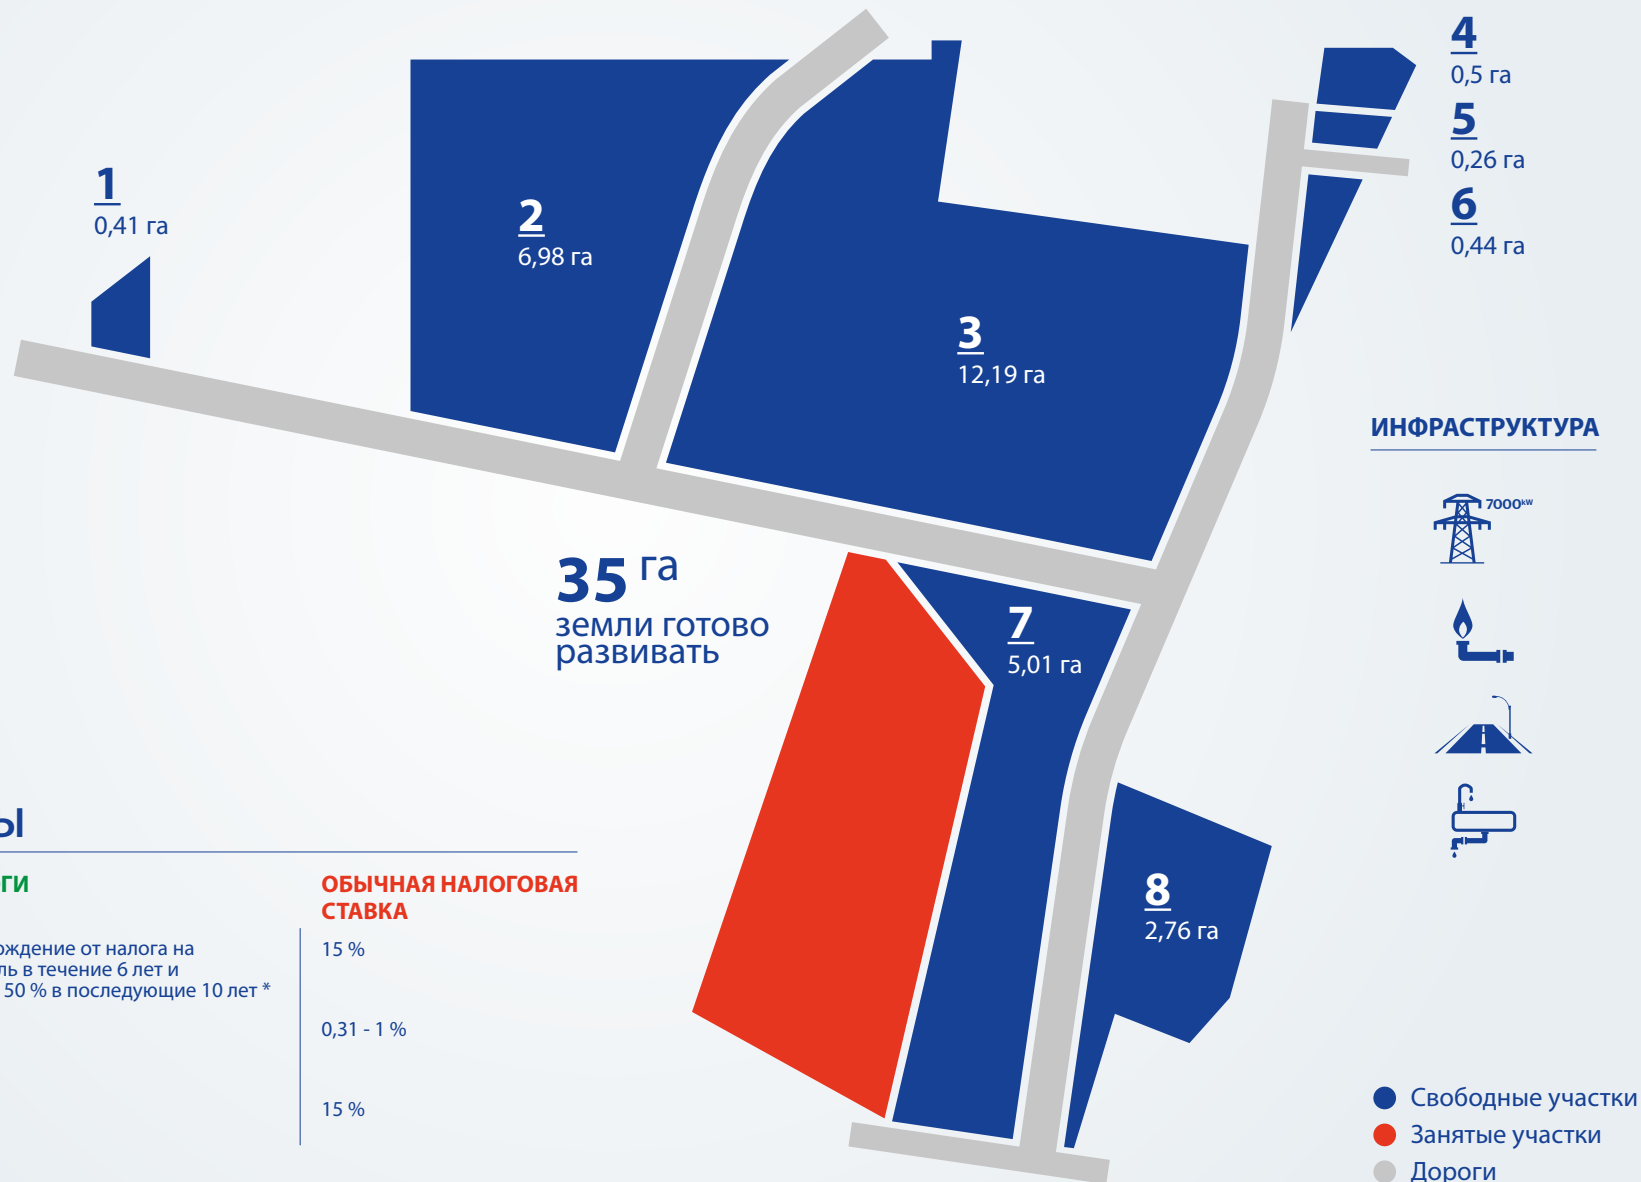 1
0,41 га
2
6,98 га
3
12,19 га
4
0,5 га
5
0,26 га
6
0,44 га
ИНФРАСТРУКТУРА
7000kW
35 га
земли готово
развивать
7
5,01 га
8
2,76 га
Ы
ГИ
ОБЫЧНАЯ НАЛОГОВАЯ
СТАВКА
ождение от налога на
ль в течение 6 лет и
50 % в последующие 10 лет *
15 %
0,31 - 1 %
15 %
Свободные участки
Занятые участки
Дороги